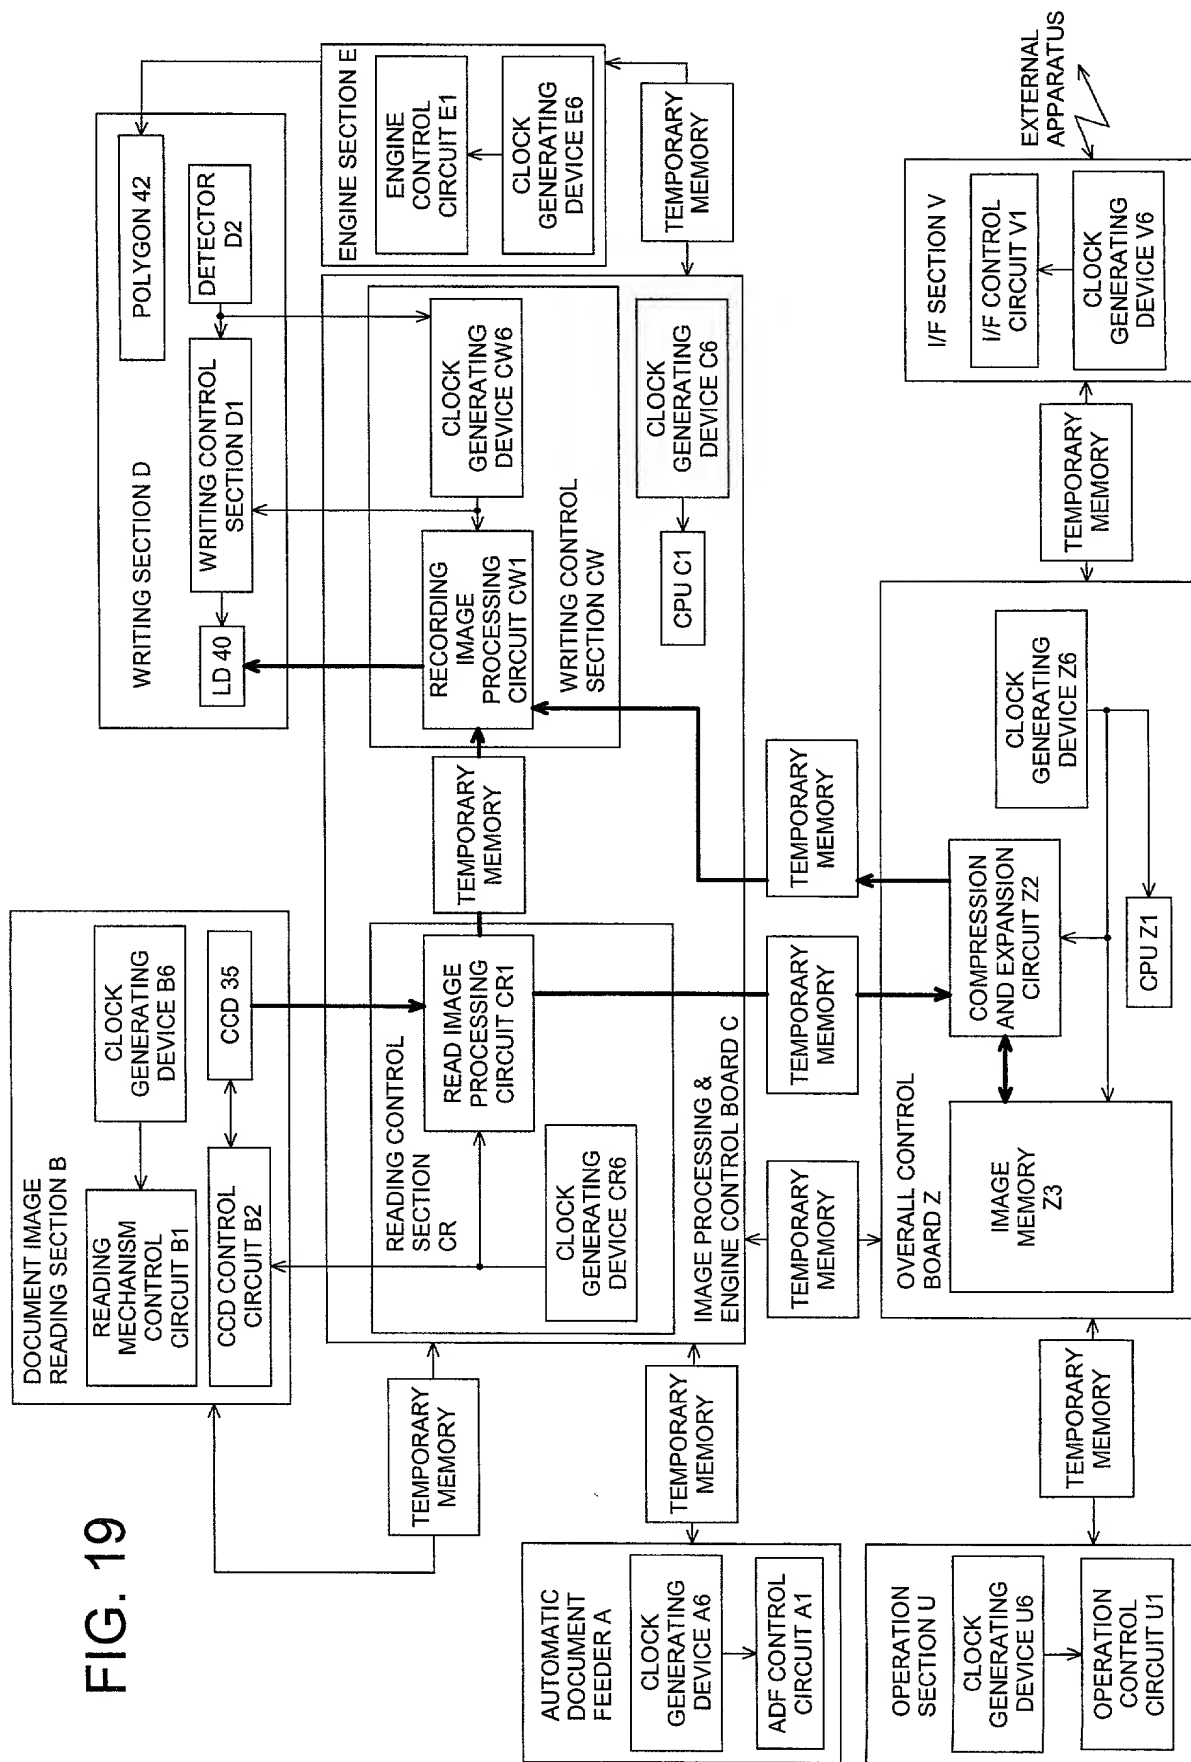 FIG. 19
DOCUMENT IMAGE
READING SECTION B
READING
MECHANISM
CONTROL
CIRCUIT B1
CLOCK
GENERATING
DEVICE B6
CCD CONTROL
CIRCUIT B2
CCD 35
WRITING SECTION D
POLYGON 42
LD 40
WRITING CONTROL
SECTION D1
DETECTOR
D2
ENGINE SECTION E
ENGINE
CONTROL
CIRCUIT E1
CLOCK
GENERATING
DEVICE E6
TEMPORARY
MEMORY
TEMPORARY
MEMORY
READING CONTROL
SECTION
CR
READ IMAGE
PROCESSING
CIRCUIT CR1
CLOCK
GENERATING
DEVICE CR6
TEMPORARY
MEMORY
RECORDING
IMAGE
PROCESSING
CIRCUIT CW1
CLOCK
GENERATING
DEVICE CW6
WRITING CONTROL
SECTION CW
IMAGE PROCESSING &
ENGINE CONTROL BOARD C
CPU C1
CLOCK
GENERATING
DEVICE C6
AUTOMATIC
DOCUMENT
FEEDER A
CLOCK
GENERATING
DEVICE A6
ADF CONTROL
CIRCUIT A1
TEMPORARY
MEMORY
TEMPORARY
MEMORY
TEMPORARY
MEMORY
TEMPORARY
MEMORY
OPERATION
SECTION U
CLOCK
GENERATING
DEVICE U6
OPERATION
CONTROL
CIRCUIT U1
TEMPORARY
MEMORY
OVERALL CONTROL
BOARD Z
IMAGE
MEMORY
Z3
COMPRESSION
AND EXPANSION
CIRCUIT Z2
CLOCK
GENERATING
DEVICE Z6
CPU Z1
TEMPORARY
MEMORY
I/F SECTION V
I/F CONTROL
CIRCUIT V1
CLOCK
GENERATING
DEVICE V6
EXTERNAL
APPARATUS